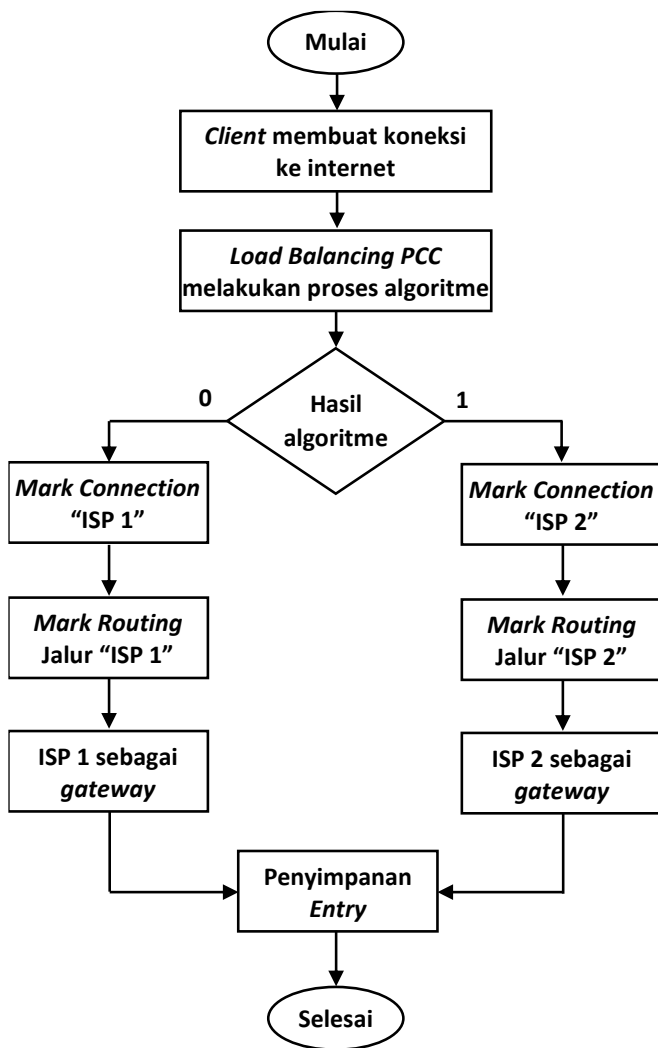 Mulai
Client membuat koneksi
ke internet
Load Balancing PCC
melakukan proses algoritme
Hasil
algoritme
0
1
Mark Connection
“ISP 1”
Mark Routing
Jalur “ISP 1”
ISP 1 sebagai
gateway
Mark Connection
“ISP 2”
Mark Routing
Jalur “ISP 2”
ISP 2 sebagai
gateway
Penyimpanan
Entry
Selesai